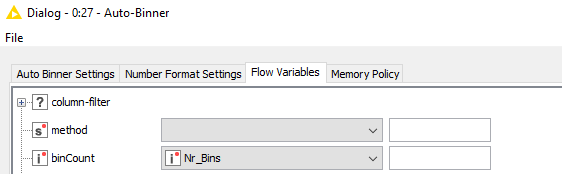 Dialog - 0:27 - Auto-Binner
File
Auto Binner Settings Number Format Settings Flow Variables Memory Policy
? column-filter
s method
i binCount i Nr_Bins